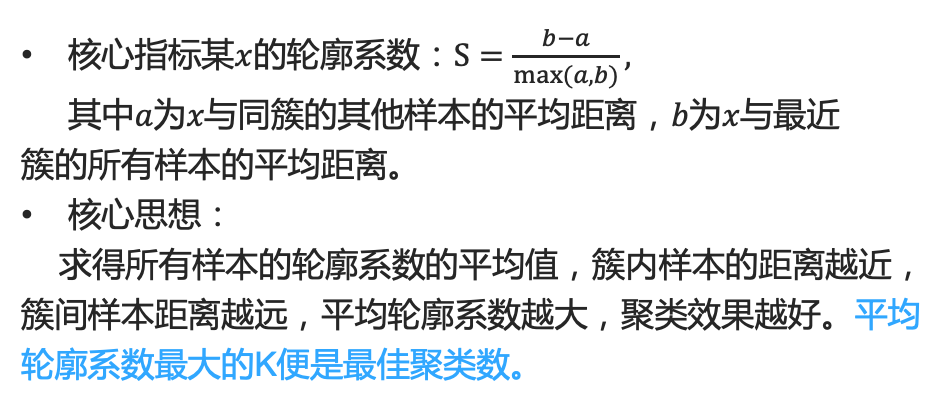 • 核心指标某x的轮廓系数：S = \frac{b-a}{max(a,b)},
其中a为x与同簇的其他样本的平均距离，b为x与最近
簇的所有样本的平均距离。
• 核心思想：
求得所有样本的轮廓系数的平均值，簇内样本的距离越近，
簇间样本距离越远，平均轮廓系数越大，聚类效果越好。平均
轮廓系数最大的K便是最佳聚类数。